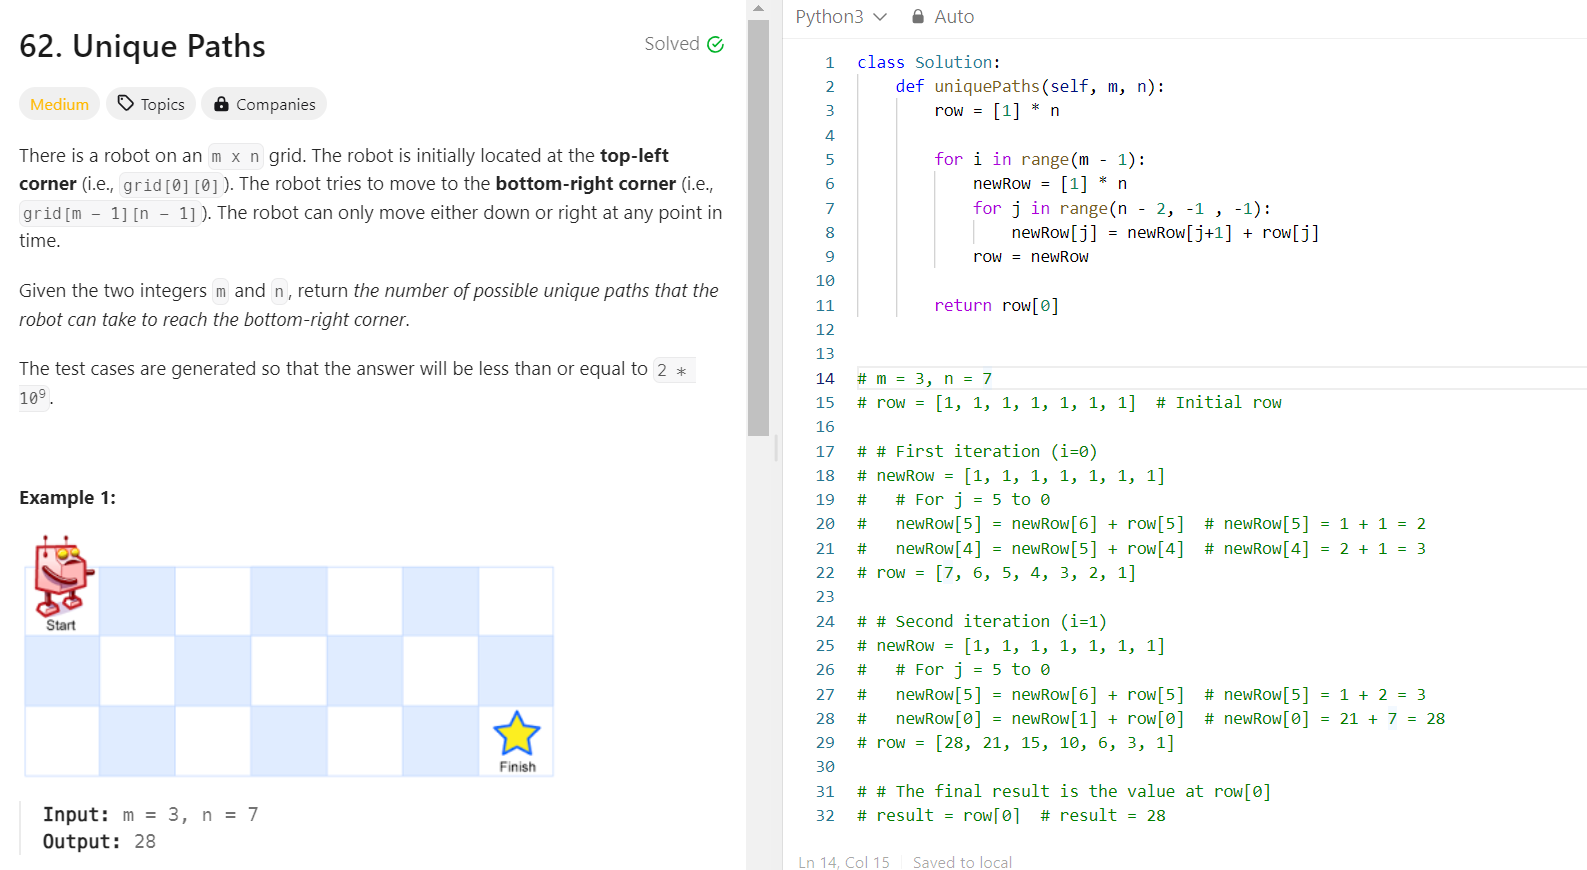 62. Unique Paths
Solved
Medium
Topics
Companies
There is a robot on an m x n grid. The robot is initially located at the top-left
corner (i.e., grid[0][0]). The robot tries to move to the bottom-right corner (i.e.,
grid[m - 1][n - 1]). The robot can only move either down or right at any point in
time.
Given the two integers m and n, return the number of possible unique paths that the
robot can take to reach the bottom-right corner.
The test cases are generated so that the answer will be less than or equal to 2 *
10⁹.
Example 1:
Start
Finish
Input: m = 3, n = 7
Output: 28
Python3
Auto
1 class Solution:
2     def uniquePaths(self, m, n):
3         row = [1] * n
4
5         for i in range(m - 1):
6             newRow = [1] * n
7             for j in range(n - 2, -1 , -1):
8                 newRow[j] = newRow[j+1] + row[j]
9             row = newRow
10
11         return row[0]
12
13
14 # m = 3, n = 7
15 # row = [1, 1, 1, 1, 1, 1, 1]  # Initial row
16
17 # # First iteration (i=0)
18 # newRow = [1, 1, 1, 1, 1, 1, 1]
19 #   # For j = 5 to 0
20 #   newRow[5] = newRow[6] + row[5]  # newRow[5] = 1 + 1 = 2
21 #   newRow[4] = newRow[5] + row[4]  # newRow[4] = 2 + 1 = 3
22 # row = [7, 6, 5, 4, 3, 2, 1]
23
24 # # Second iteration (i=1)
25 # newRow = [1, 1, 1, 1, 1, 1, 1]
26 #   # For j = 5 to 0
27 #   newRow[5] = newRow[6] + row[5]  # newRow[5] = 1 + 2 = 3
28 #   newRow[0] = newRow[1] + row[0]  # newRow[0] = 21 + 7 = 28
29 # row = [28, 21, 15, 10, 6, 3, 1]
30
31 # # The final result is the value at row[0]
32 # result = row[0]  # result = 28
Ln 14, Col 15
Saved to local